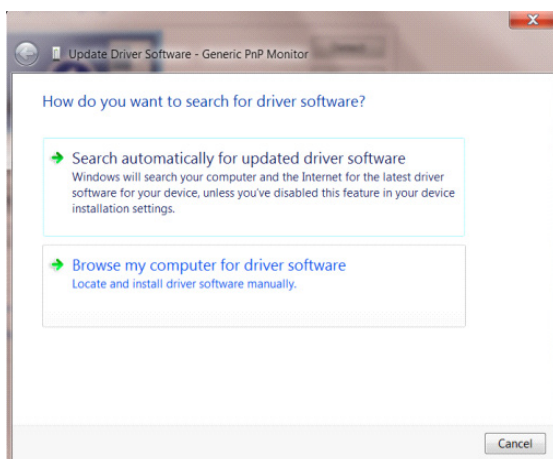 Update Driver Software - Generic PnP Monitor
How do you want to search for driver software?
Search automatically for updated driver software
Windows will search your computer and the Internet for the latest driver
software for your device, unless you've disabled this feature in your device
installation settings.
Browse my computer for driver software
Locate and install driver software manually.
Cancel